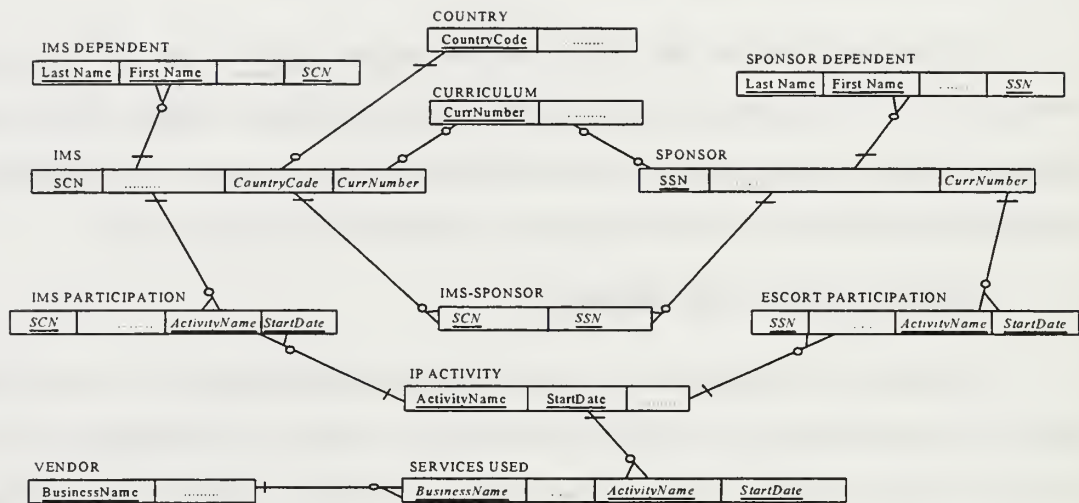 COUNTRY
CountryCode ........
IMS DEPENDENT
Last Name First Name SCN
SPONSOR DEPENDENT
Last Name First Name SSN
CURRICULUM
CurrNumber ........
IMS
SCN ......... CountryCode CurrNumber
SPONSOR
SSN CurrNumber
IMS PARTICIPATION
SCN ActivityName StartDate
IMS-SPONSOR
SCN SSN
ESCORT PARTICIPATION
SSN ActivityName StartDate
IP ACTIVITY
ActivityName StartDate
VENDOR
BusinessName .........
SERVICES USED
BusinessName ActivityName StartDate